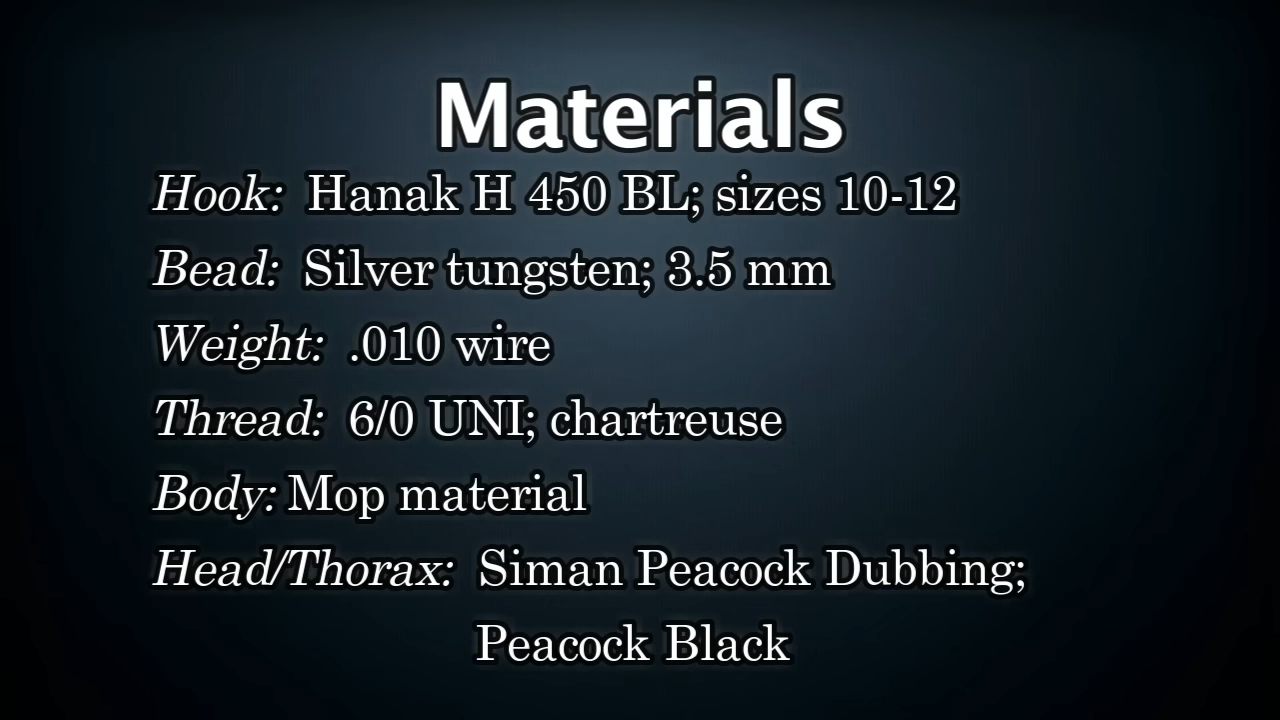 Materials
Hook: Hanak H 450 BL; sizes 10-12
Bead: Silver tungsten; 3.5 mm
Weight: .010 wire
Thread: 6/0 UNI; chartreuse
Body: Mop material
Head/Thorax: Siman Peacock Dubbing;
Peacock Black